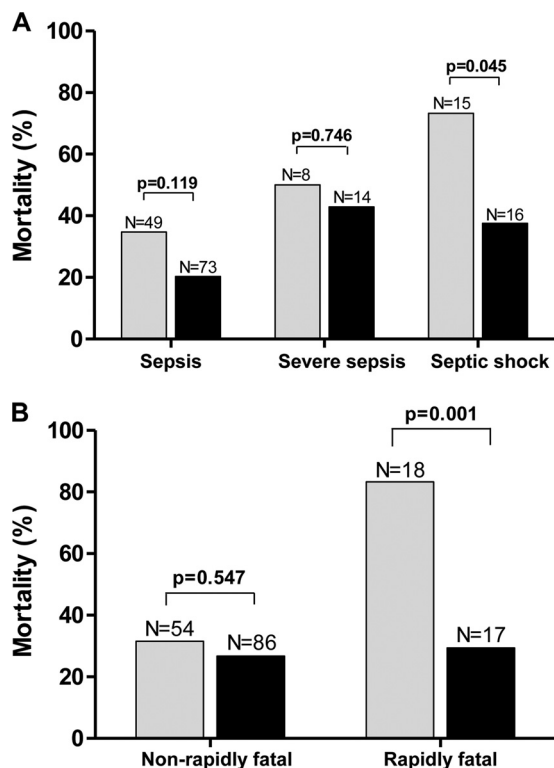 A
Mortality (%)
100
80
60
40
20
0
p=0.119
N=49
N=73
p=0.746
N=8
N=14
p=0.045
N=15
N=16
Sepsis
Severe sepsis
Septic shock
B
Mortality (%)
100
80
60
40
20
0
p=0.547
N=54
N=86
p=0.001
N=18
N=17
Non-rapidly fatal
Rapidly fatal